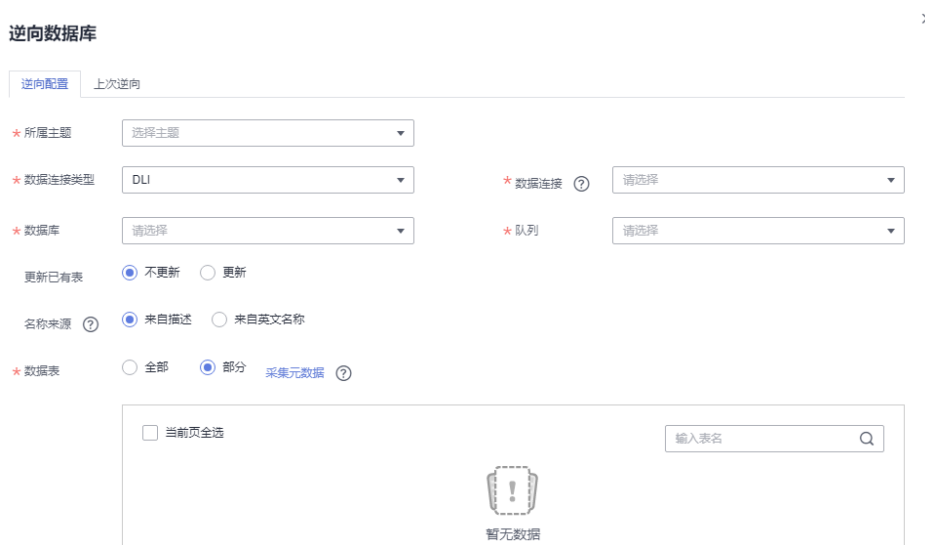 逆向数据库
逆向配置 上次逆向
* 所属主题 选择主题
* 数据连接类型 DLI * 数据连接 ? 请选择
* 数据库 请选择 * 队列 请选择
更新已有表 不更新 更新
名称来源 ? 来自描述 来自英文名称
* 数据表 全部 部分 采集元数据 ?
当前页全选 输入表名
暂无数据